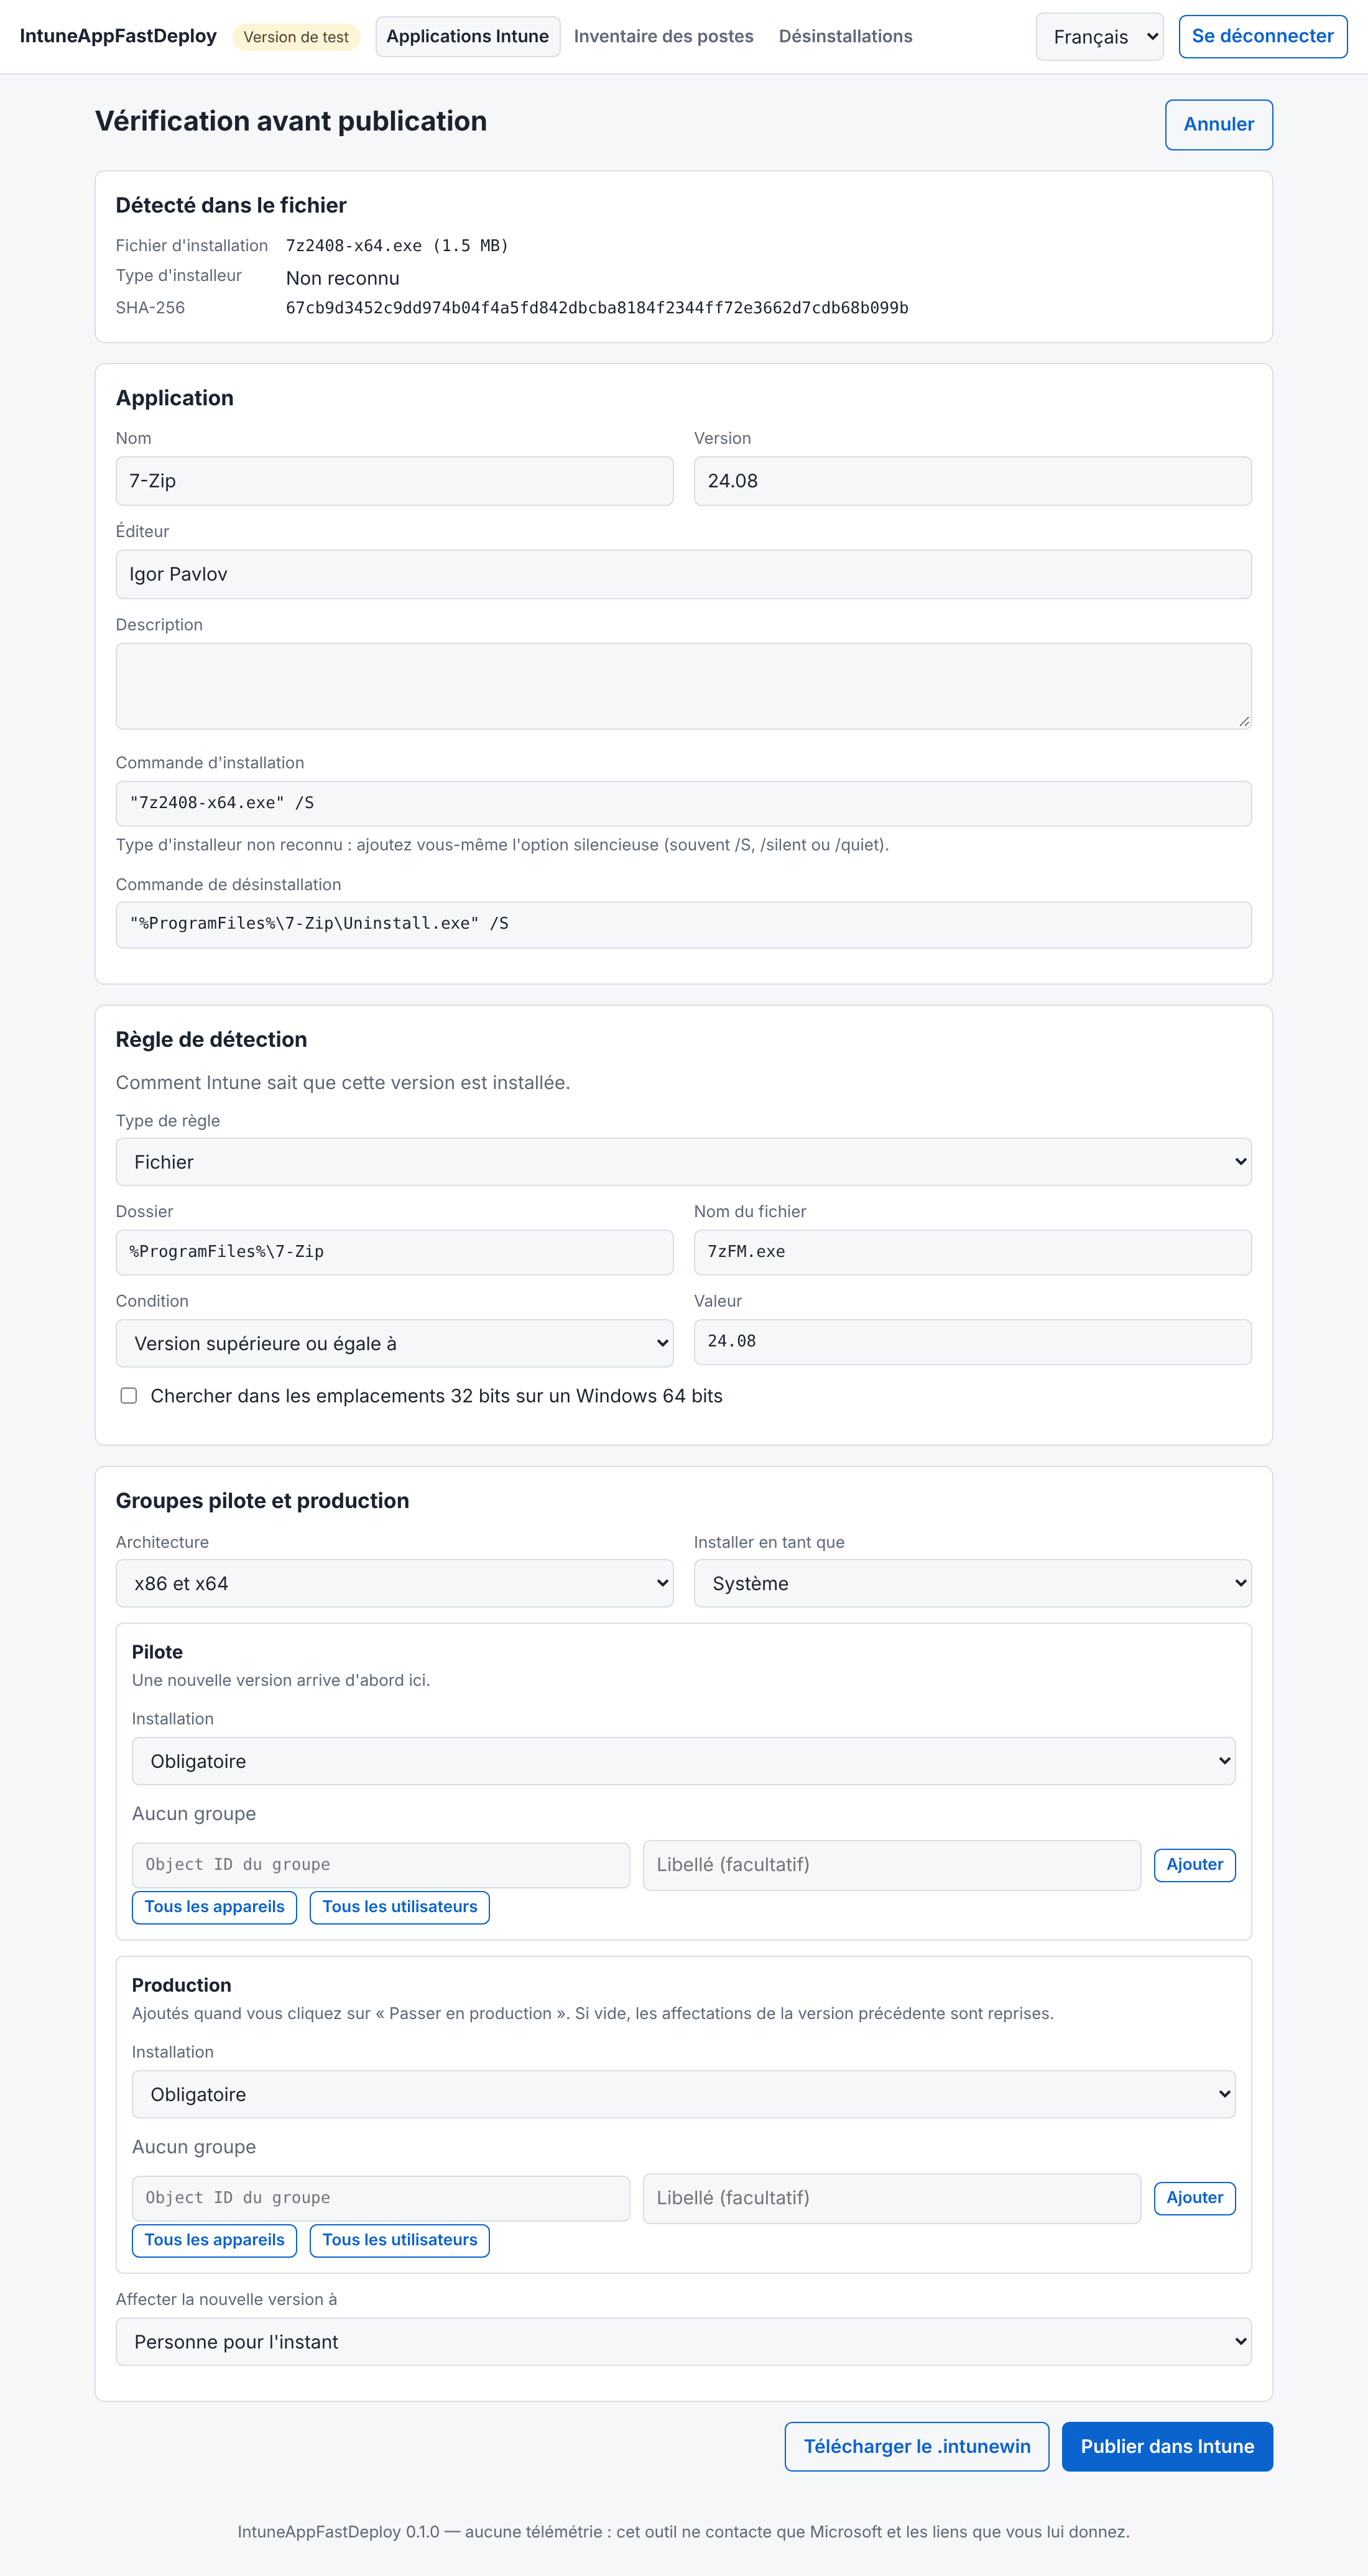 IntuneAppFastDeploy Version de test Applications Intune Inventaire des postes Désinstallations Français Se déconnecter
Vérification avant publication Annuler
Détecté dans le fichier
Fichier d'installation 7z2408-x64.exe (1.5 MB)
Type d'installeur Non reconnu
SHA-256 67cb9d3452c9dd974b04f4a5fd842dbcba8184f2344ff72e3662d7cdb68b099b
Application
Nom Version
7-Zip 24.08
Éditeur
Igor Pavlov
Description
Commande d'installation
"7z2408-x64.exe" /S
Type d'installeur non reconnu : ajoutez vous-même l'option silencieuse (souvent /S, /silent ou /quiet).
Commande de désinstallation
"%ProgramFiles%\7-Zip\Uninstall.exe" /S
Règle de détection
Comment Intune sait que cette version est installée.
Type de règle
Fichier
Dossier Nom du fichier
%ProgramFiles%\7-Zip 7zFM.exe
Condition Valeur
Version supérieure ou égale à 24.08
Chercher dans les emplacements 32 bits sur un Windows 64 bits
Groupes pilote et production
Architecture Installer en tant que
x86 et x64 Système
Pilote
Une nouvelle version arrive d'abord ici.
Installation
Obligatoire
Aucun groupe
Object ID du groupe Libellé (facultatif) Ajouter
Tous les appareils Tous les utilisateurs
Production
Ajoutés quand vous cliquez sur « Passer en production ». Si vide, les affectations de la version précédente sont reprises.
Installation
Obligatoire
Aucun groupe
Object ID du groupe Libellé (facultatif) Ajouter
Tous les appareils Tous les utilisateurs
Affecter la nouvelle version à
Personne pour l'instant
Télécharger le .intunewin Publier dans Intune
IntuneAppFastDeploy 0.1.0 — aucune télémétrie : cet outil ne contacte que Microsoft et les liens que vous lui donnez.